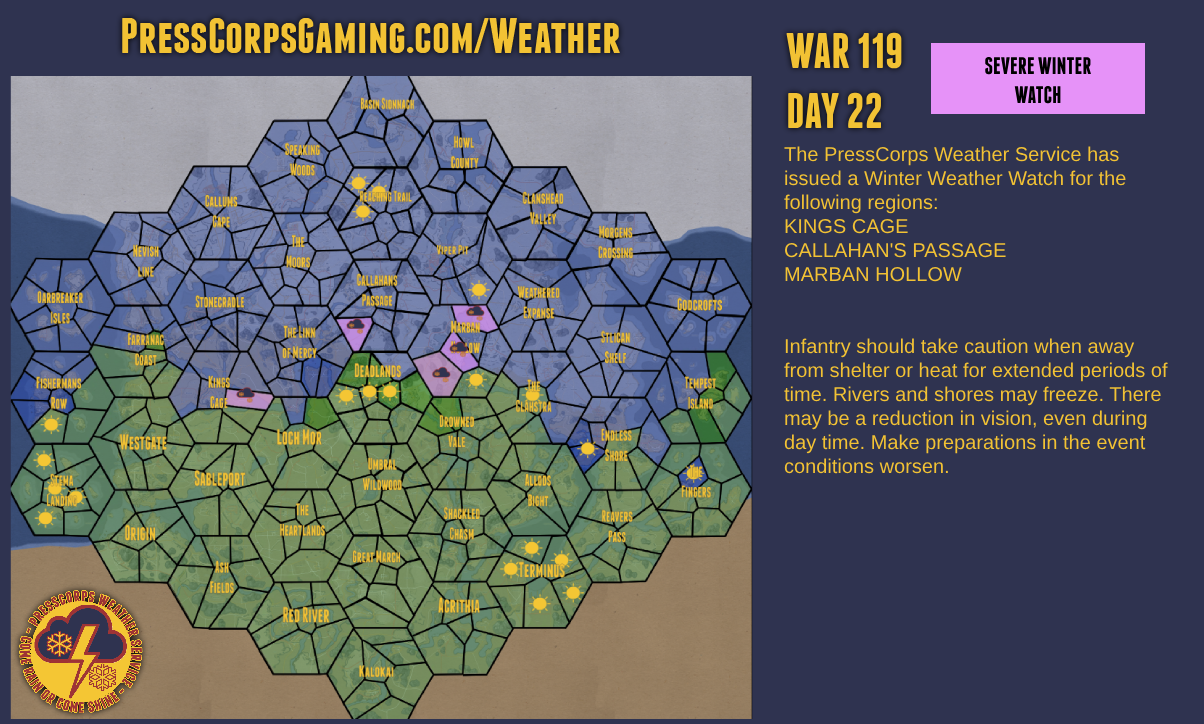 PressCorpsGaming.com/Weather
WAR 119
DAY 22
SEVERE WINTER
WATCH
The PressCorps Weather Service has
issued a Winter Weather Watch for the
following regions:
KINGS CAGE
CALLAHAN'S PASSAGE
MARBAN HOLLOW
Infantry should take caution when away
from shelter or heat for extended periods of
time. Rivers and shores may freeze. There
may be a reduction in vision, even during
day time. Make preparations in the event
conditions worsen.
Basin Sionnach
Speaking
Woods
Howl
County
Reaching Trail
Callums
Cape
Clanshead
Valley
Morgens
Crossing
Nevish
Line
The
Moors
Viper Pit
Callahans
Passage
Weathered
Expanse
Oarbreaker
Isles
Stonecradle
Godcrofts
Farranac
Coast
The Linn
of Mercy
Marban
Stlican
Shelf
Deadlands
Fishermans
Row
Kings
Cage
The
Clahstra
Tempest
Island
Westgate
Loch Mor
Drowned
Vale
Endless
Shore
Stema
Landing
Sableport
Umbral
Wildwood
Allods
Bight
The
Fingers
Origin
The
Heartlands
Shackled
Chasm
Reavers
Pass
Ash
Fields
Great March
Terminus
Red River
Acrithia
Kalokai
PRESSCORPS WEATHER SERVICE
COME RAIN OR COME SHINE